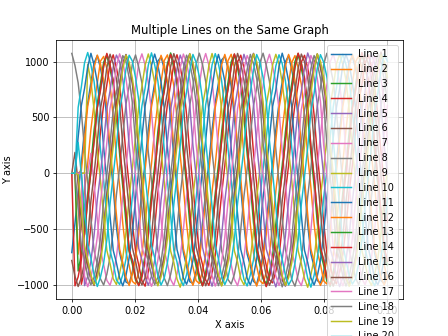 Multiple Lines on the Same Graph
Y axis
1000
500
0
−500
−1000
0.00
0.02
0.04
0.06
X axis
Line 1
Line 2
Line 3
Line 4
Line 5
Line 6
Line 7
Line 8
Line 9
Line 10
Line 11
Line 12
Line 13
Line 14
Line 15
Line 16
Line 17
Line 18
Line 19
Line 20